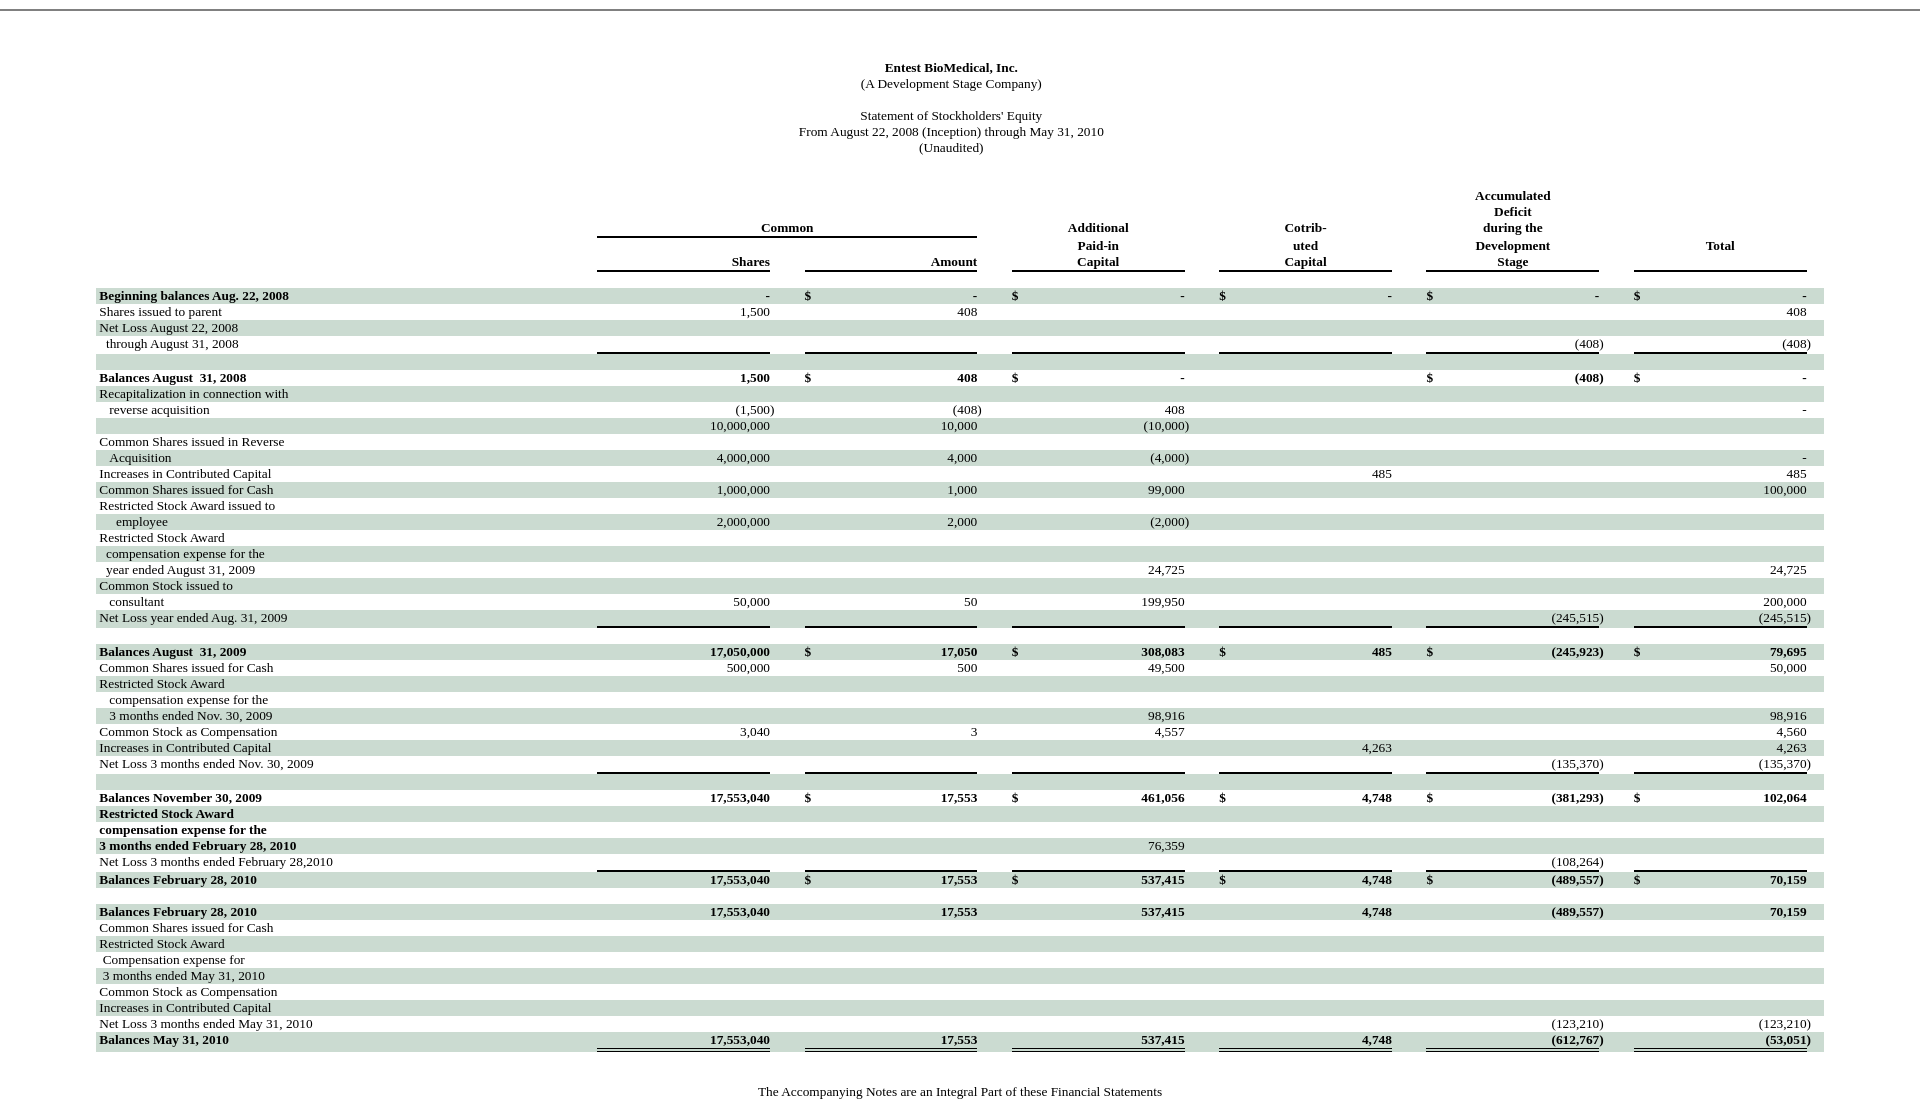 Entest BioMedical, Inc.
(A Development Stage Company)
Statement of Stockholders' Equity
From August 22, 2008 (Inception) through May 31, 2010
(Unaudited)
Accumulated
Deficit
Common Additional Cotrib- during the
Paid-in uted Development Total
Shares Amount Capital Capital Stage
Beginning balances Aug. 22, 2008 - $ - $ - $ - $ - $ -
Shares issued to parent 1,500 408 408
Net Loss August 22, 2008
through August 31, 2008 (408) (408)
Balances August 31, 2008 1,500 $ 408 $ - $ (408) $ -
Recapitalization in connection with
reverse acquisition (1,500) (408) 408 -
10,000,000 10,000 (10,000)
Common Shares issued in Reverse
Acquisition 4,000,000 4,000 (4,000) -
Increases in Contributed Capital 485 485
Common Shares issued for Cash 1,000,000 1,000 99,000 100,000
Restricted Stock Award issued to
employee 2,000,000 2,000 (2,000)
Restricted Stock Award
compensation expense for the
year ended August 31, 2009 24,725 24,725
Common Stock issued to
consultant 50,000 50 199,950 200,000
Net Loss year ended Aug. 31, 2009 (245,515) (245,515)
Balances August 31, 2009 17,050,000 $ 17,050 $ 308,083 $ 485 $ (245,923) $ 79,695
Common Shares issued for Cash 500,000 500 49,500 50,000
Restricted Stock Award
compensation expense for the
3 months ended Nov. 30, 2009 98,916 98,916
Common Stock as Compensation 3,040 3 4,557 4,560
Increases in Contributed Capital 4,263 4,263
Net Loss 3 months ended Nov. 30, 2009 (135,370) (135,370)
Balances November 30, 2009 17,553,040 $ 17,553 $ 461,056 $ 4,748 $ (381,293) $ 102,064
Restricted Stock Award
compensation expense for the
3 months ended February 28, 2010 76,359
Net Loss 3 months ended February 28,2010 (108,264)
Balances February 28, 2010 17,553,040 $ 17,553 $ 537,415 $ 4,748 $ (489,557) $ 70,159
Balances February 28, 2010 17,553,040 17,553 537,415 4,748 (489,557) 70,159
Common Shares issued for Cash
Restricted Stock Award
Compensation expense for
3 months ended May 31, 2010
Common Stock as Compensation
Increases in Contributed Capital
Net Loss 3 months ended May 31, 2010 (123,210) (123,210)
Balances May 31, 2010 17,553,040 17,553 537,415 4,748 (612,767) (53,051)
The Accompanying Notes are an Integral Part of these Financial Statements